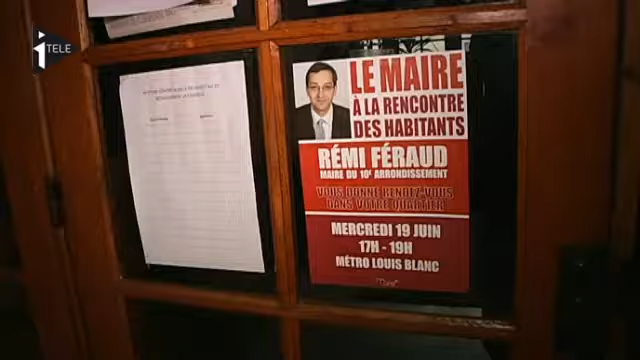 iTELE
LE MAIRE
À LA RENCONTRE
DES HABITANTS
RÉMI FÉRAUD
MAIRE DU 10e ARRONDISSEMENT
VOUS DONNE RENDEZ-VOUS
DANS VOTRE QUARTIER
MERCREDI 19 JUIN
17H - 19H
MÉTRO LOUIS BLANC